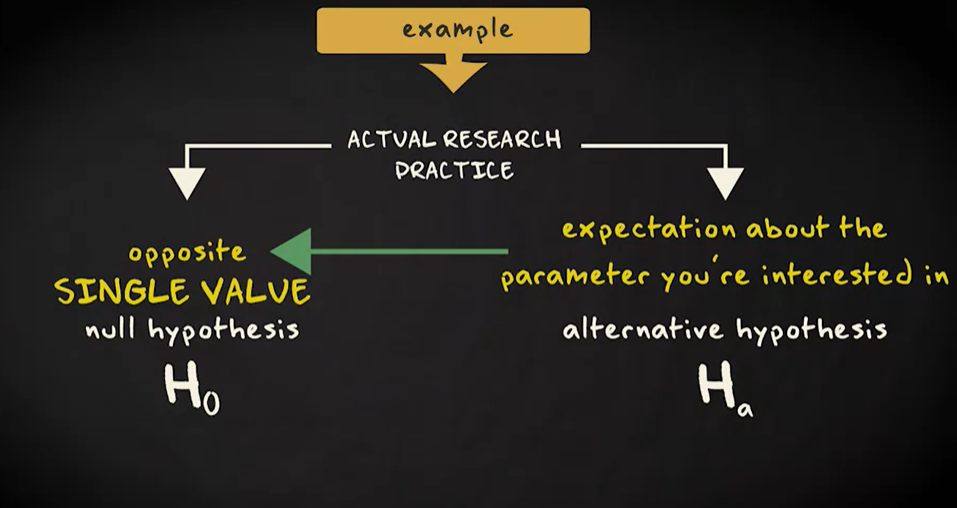 example
ACTUAL RESEARCH
PRACTICE
opposite
SINGLE VALUE
null hypothesis
H0
expectation about the
parameter you're interested in
alternative hypothesis
Ha